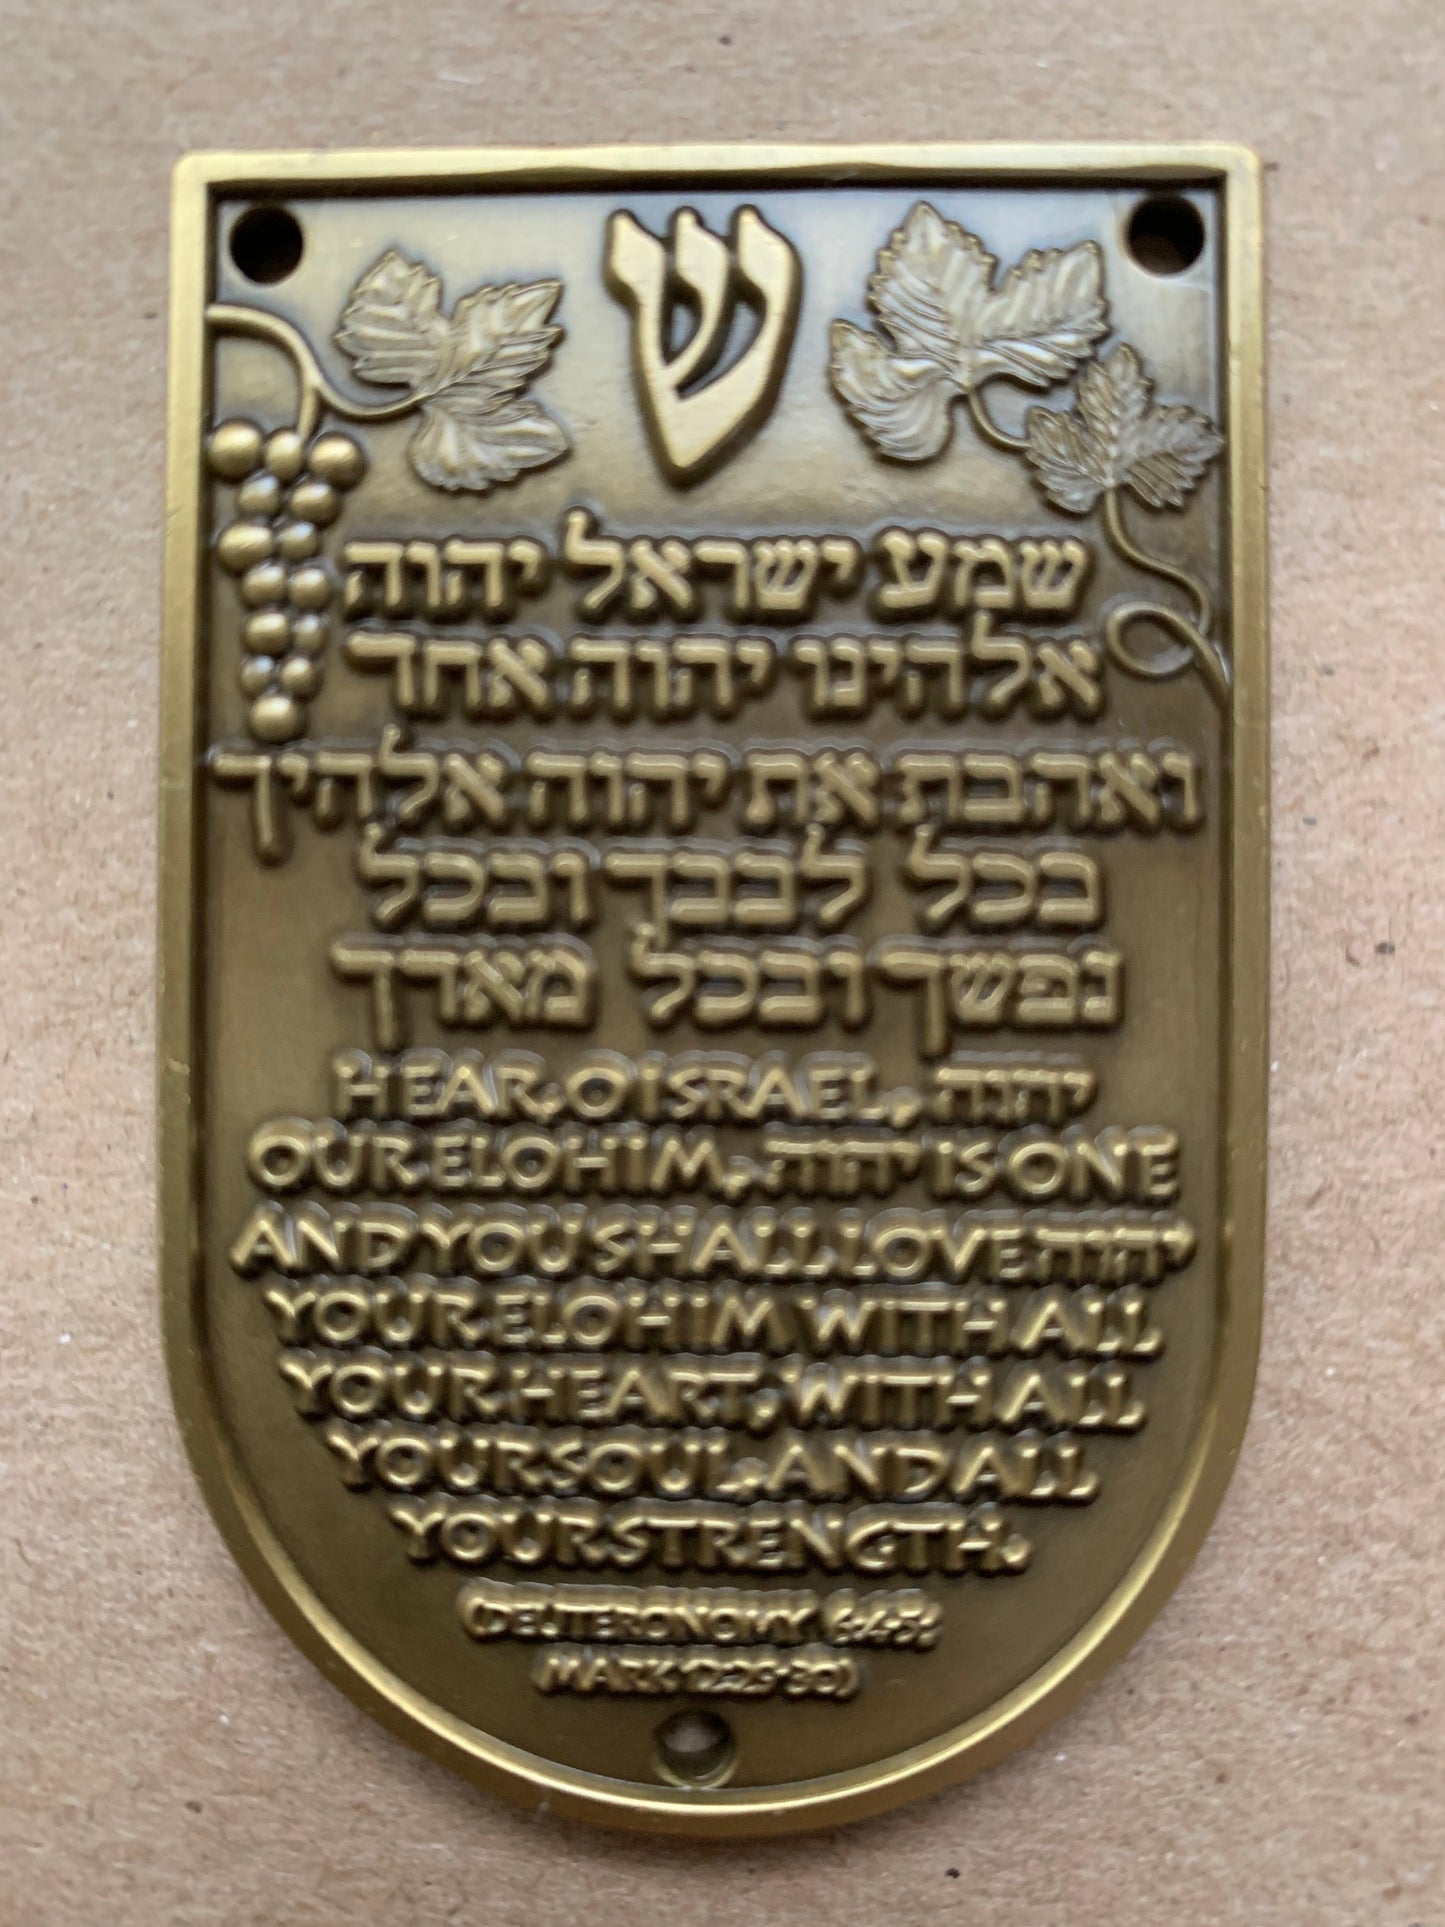 ש
שמע ישראל יהוה
אלהינו יהוה אחד
ואהבת את יהוה אלהיך
בכל לבבך ובכל
נפשך ובכל מאדך
HEAR, O ISRAEL, יהוה
OUR ELOHIM, יהוה IS ONE
AND YOU SHALL LOVE יהוה
YOUR ELOHIM WITH ALL
YOUR HEART, WITH ALL
YOUR SOUL, AND ALL
YOUR STRENGTH.
(DEUTERONOMY 6:4-5;
MARK 12:29-30)